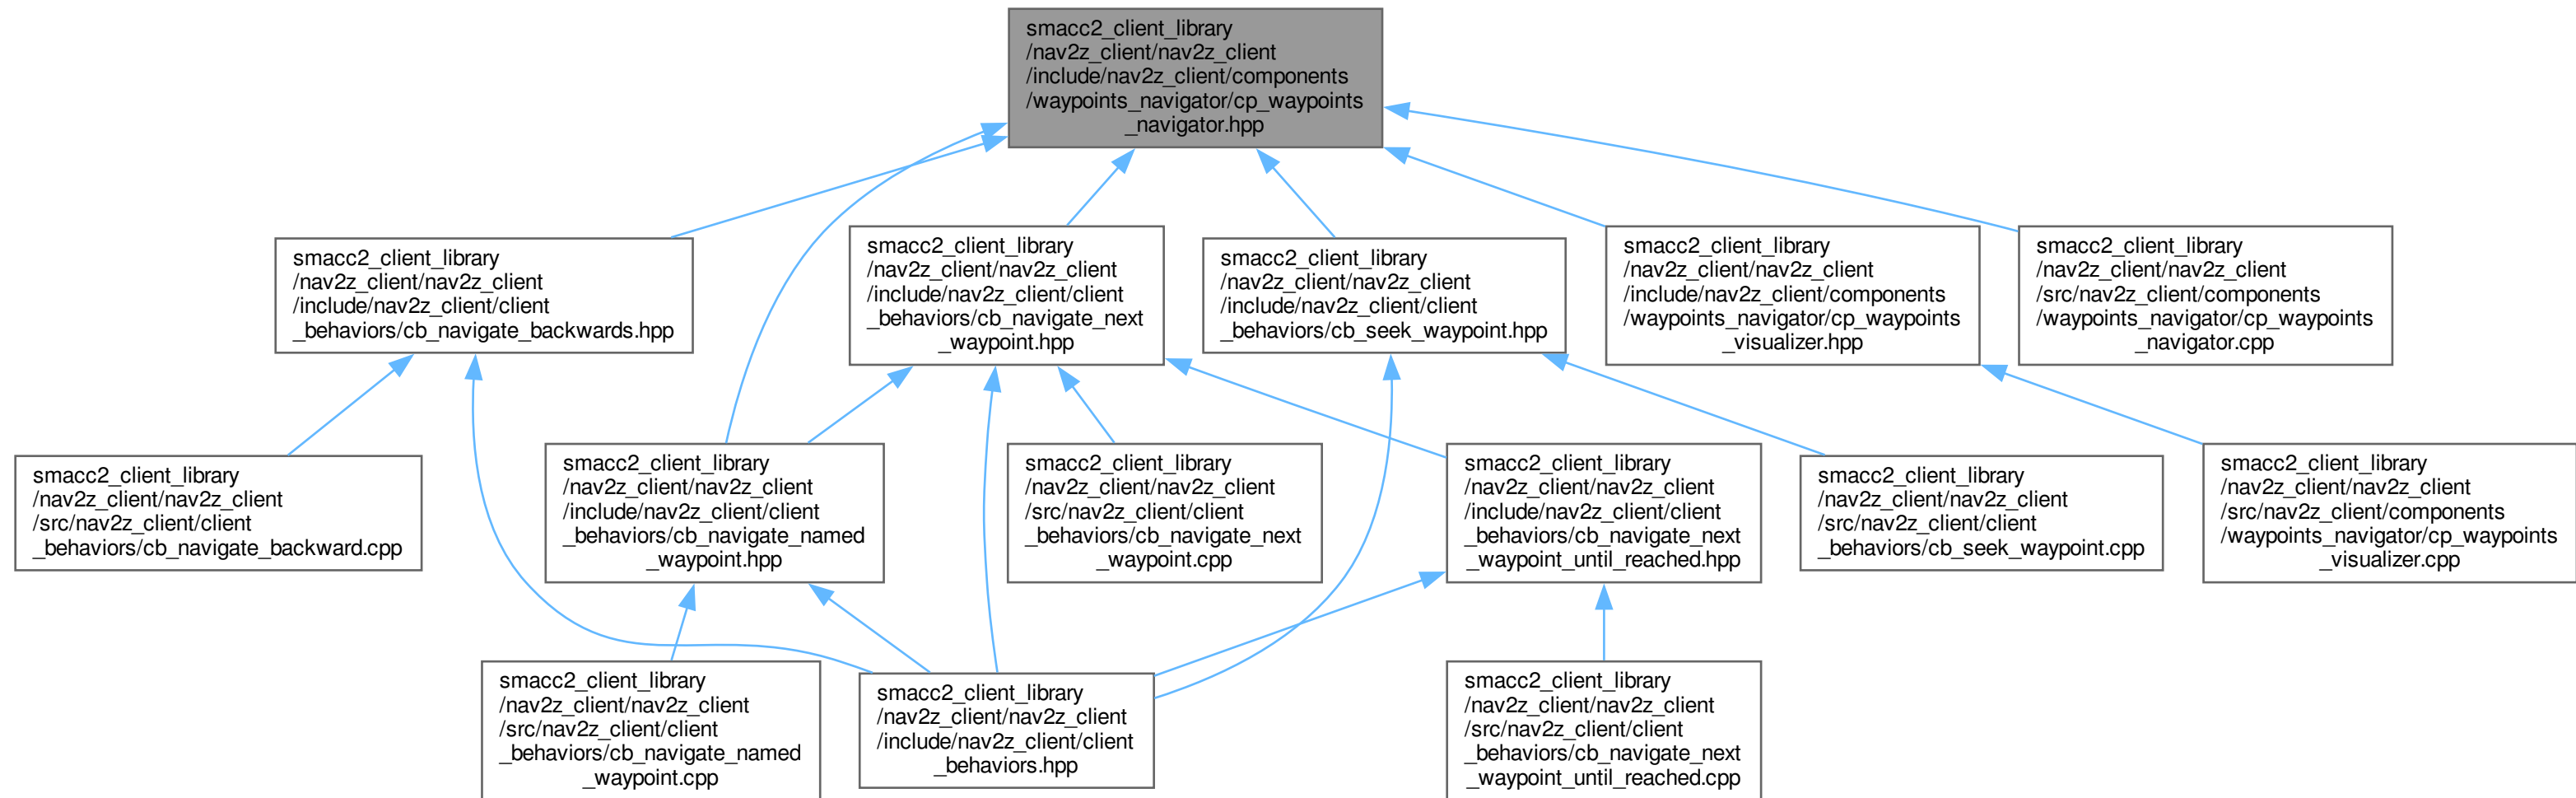 smacc2_client_library
/nav2z_client/nav2z_client
/include/nav2z_client/components
/waypoints_navigator/cp_waypoints
_navigator.hpp
smacc2_client_library
/nav2z_client/nav2z_client
/include/nav2z_client/client
_behaviors/cb_navigate_backwards.hpp
smacc2_client_library
/nav2z_client/nav2z_client
/include/nav2z_client/client
_behaviors/cb_navigate_next
_waypoint.hpp
smacc2_client_library
/nav2z_client/nav2z_client
/include/nav2z_client/client
_behaviors/cb_seek_waypoint.hpp
smacc2_client_library
/nav2z_client/nav2z_client
/include/nav2z_client/components
/waypoints_navigator/cp_waypoints
_visualizer.hpp
smacc2_client_library
/nav2z_client/nav2z_client
/src/nav2z_client/components
/waypoints_navigator/cp_waypoints
_navigator.cpp
smacc2_client_library
/nav2z_client/nav2z_client
/src/nav2z_client/client
_behaviors/cb_navigate_backward.cpp
smacc2_client_library
/nav2z_client/nav2z_client
/include/nav2z_client/client
_behaviors/cb_navigate_named
_waypoint.hpp
smacc2_client_library
/nav2z_client/nav2z_client
/src/nav2z_client/client
_behaviors/cb_navigate_next
_waypoint.cpp
smacc2_client_library
/nav2z_client/nav2z_client
/include/nav2z_client/client
_behaviors/cb_navigate_next
_waypoint_until_reached.hpp
smacc2_client_library
/nav2z_client/nav2z_client
/src/nav2z_client/client
_behaviors/cb_seek_waypoint.cpp
smacc2_client_library
/nav2z_client/nav2z_client
/src/nav2z_client/components
/waypoints_navigator/cp_waypoints
_visualizer.cpp
smacc2_client_library
/nav2z_client/nav2z_client
/src/nav2z_client/client
_behaviors/cb_navigate_named
_waypoint.cpp
smacc2_client_library
/nav2z_client/nav2z_client
/include/nav2z_client/client
_behaviors.hpp
smacc2_client_library
/nav2z_client/nav2z_client
/src/nav2z_client/client
_behaviors/cb_navigate_next
_waypoint_until_reached.cpp